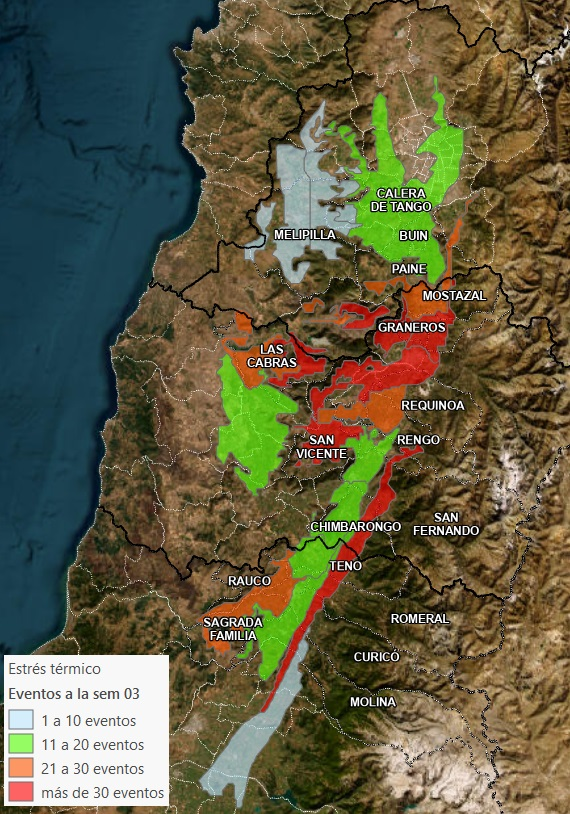 CALERA
DE TANGO
MELIPILLA
BUIN
PAINE
MOSTAZAL
GRANEROS
LAS
CABRAS
REQUINOA
SAN
VICENTE
RENGO
CHIMBARONGO
SAN
FERNANDO
TENO
RAUCO
SAGRADA
FAMILIA
ROMERAL
CURICÓ
MOLINA
Estrés térmico
Eventos a la sem 03
1 a 10 eventos
11 a 20 eventos
21 a 30 eventos
más de 30 eventos